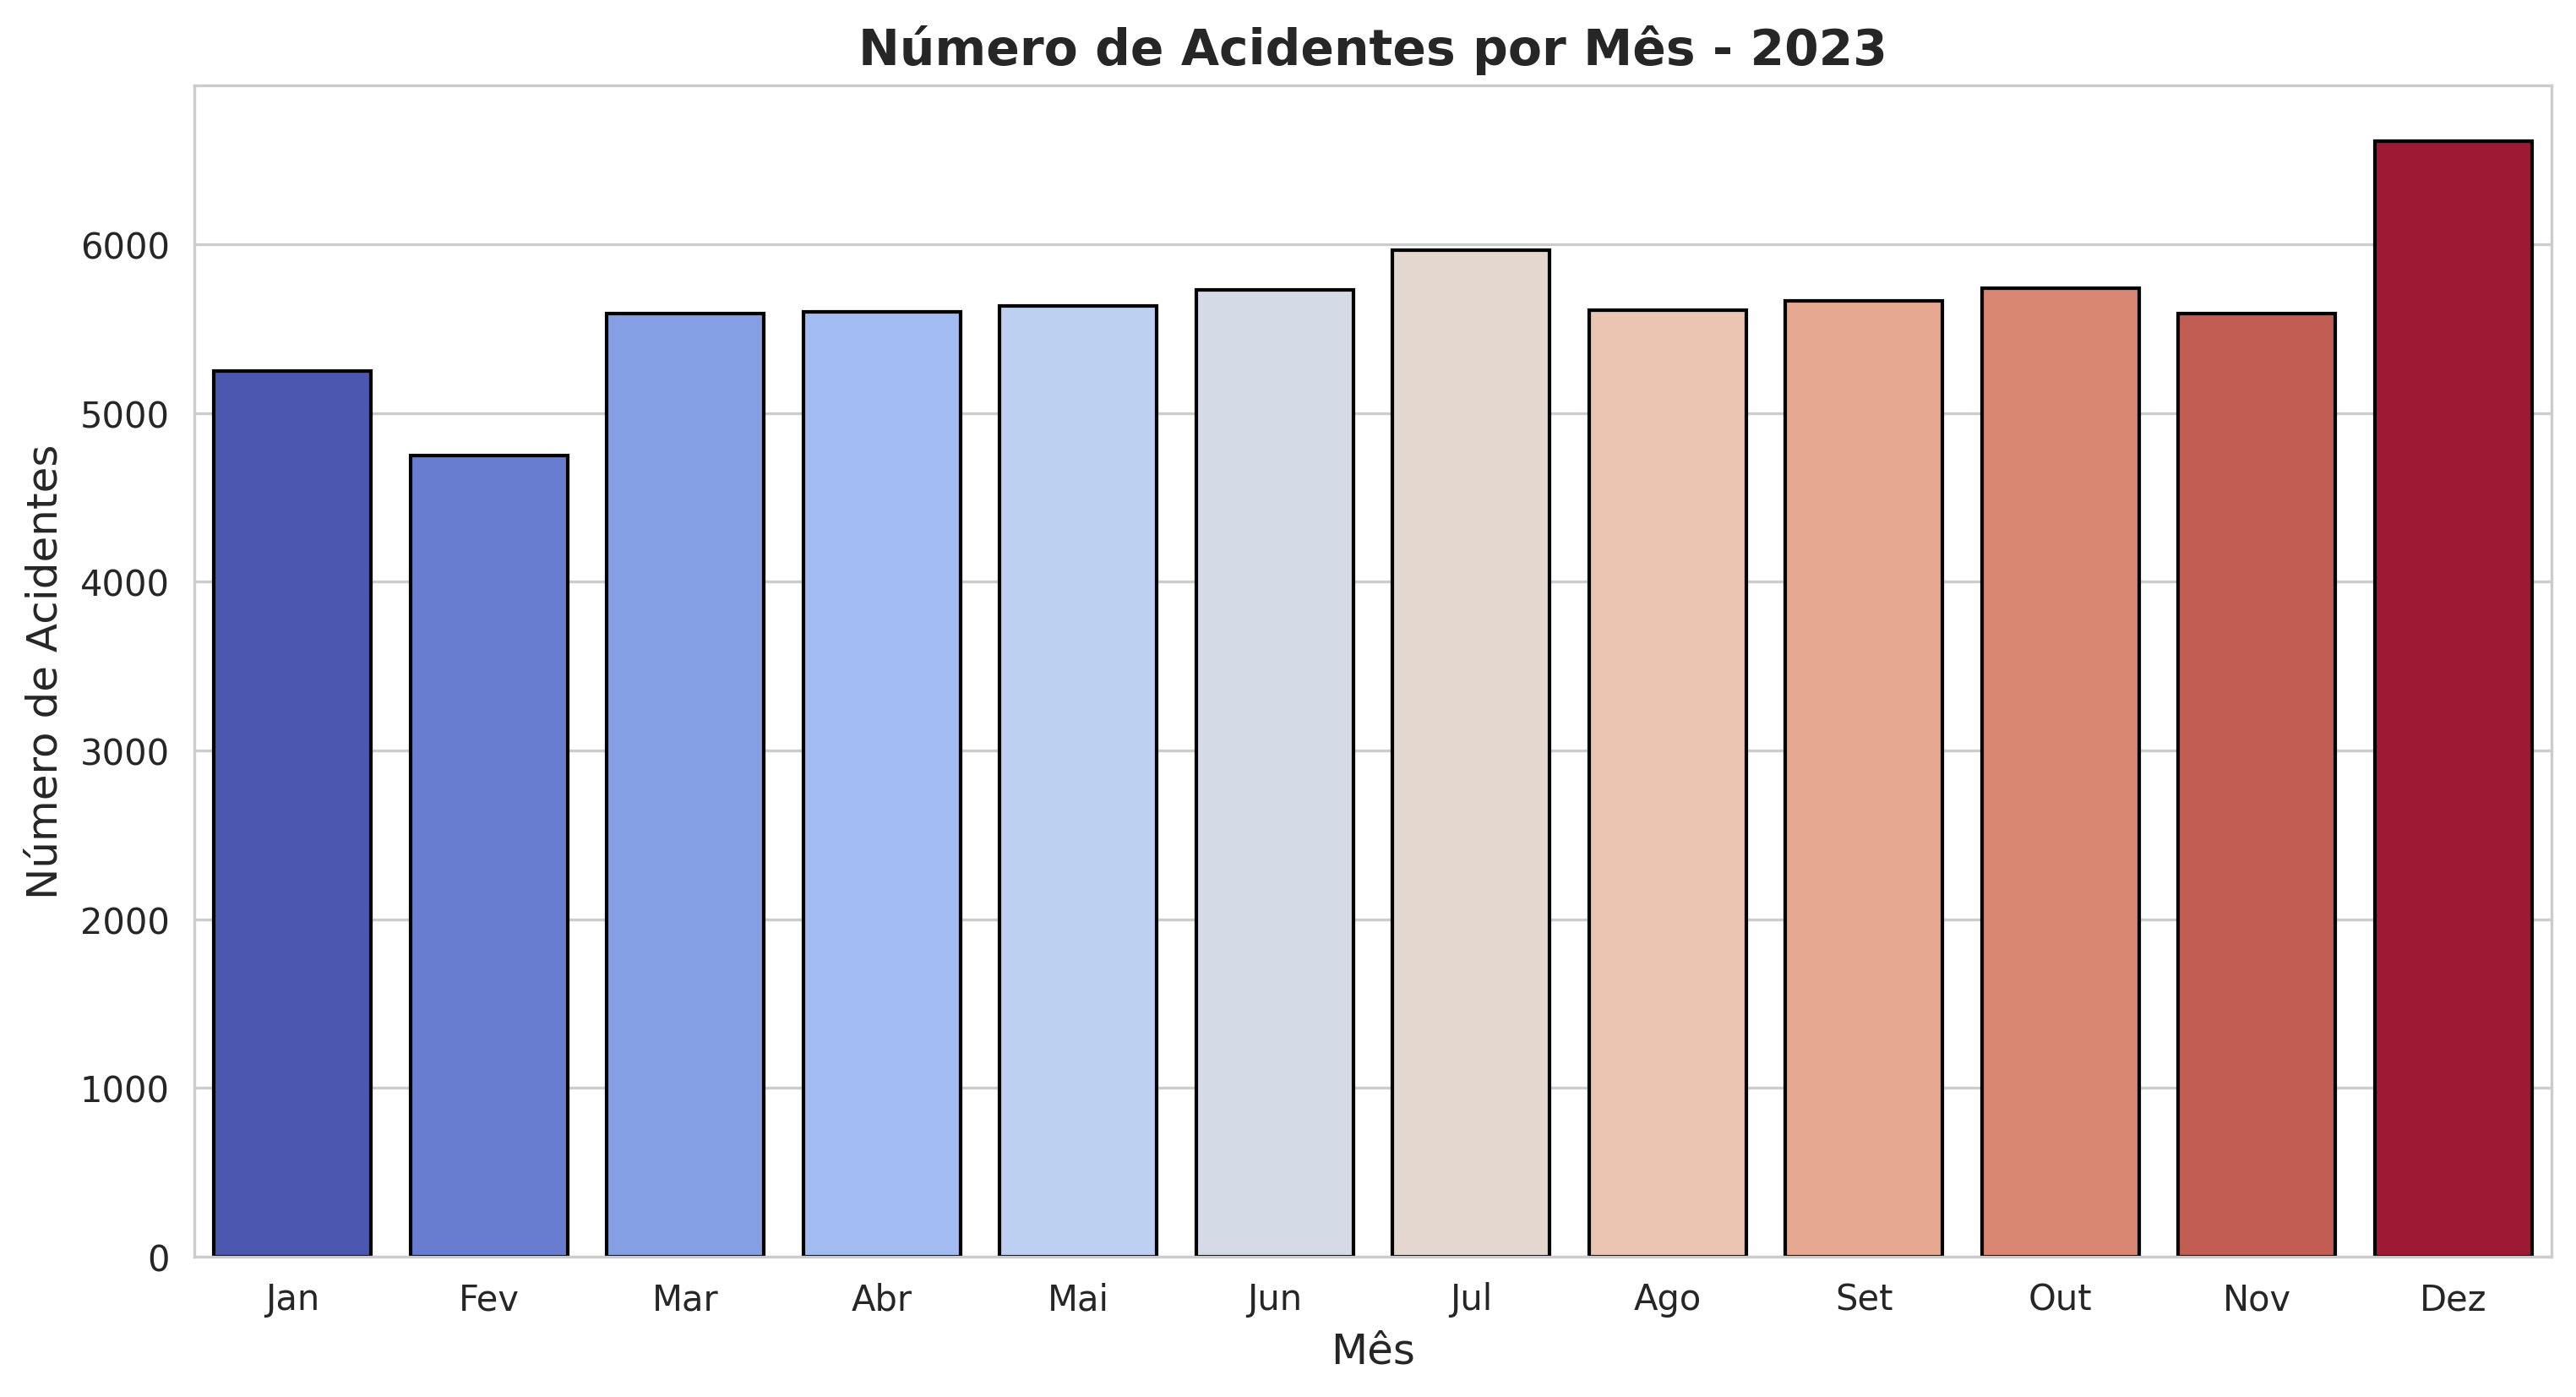 Número de Acidentes por Mês - 2023
Número de Acidentes
6000
5000
4000
3000
2000
1000
0
Jan Fev Mar Abr Mai Jun Jul Ago Set Out Nov Dez
Mês